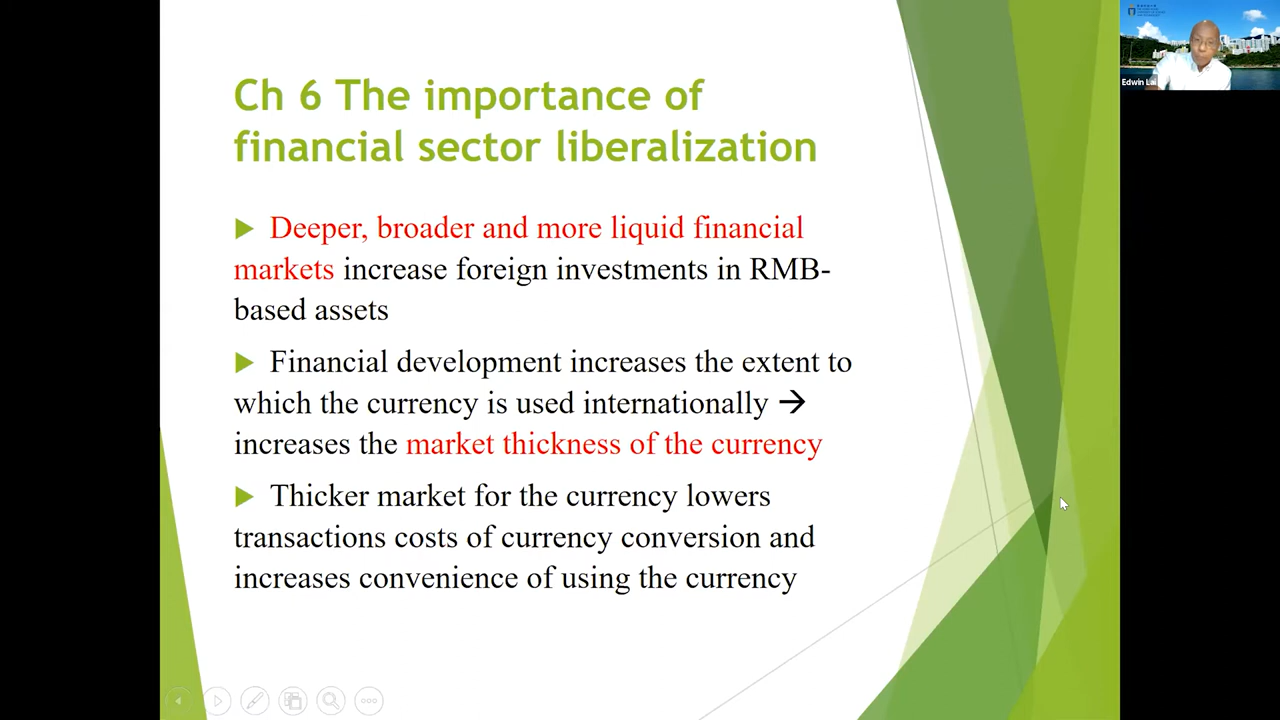 Ch 6 The importance of
financial sector liberalization
Deeper, broader and more liquid financial
markets increase foreign investments in RMB-
based assets
Financial development increases the extent to
which the currency is used internationally →
increases the market thickness of the currency
Thicker market for the currency lowers
transactions costs of currency conversion and
increases convenience of using the currency
Edwin Lai